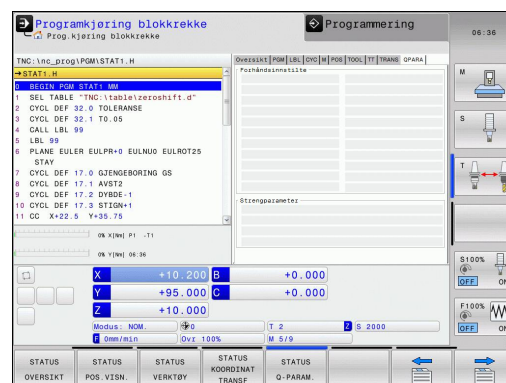 Programkjøring blokkrekke
Prog.kjøring blokkrekke
Programmering
06:36
TNC:\nc_prog\PGM\STAT1.H
→STAT1.H
0 BEGIN PGM STAT1 MM
1 SEL TABLE "TNC:\table\zeroshift.d"
2 CYCL DEF 32.0 TOLERANSE
3 CYCL DEF 32.1 T0.05
4 CALL LBL 99
5 LBL 99
6 PLANE EULER EULPR+0 EULNU0 EULROT25
STAY
7 CYCL DEF 17.0 GJENGEBORING GS
8 CYCL DEF 17.1 AVST2
9 CYCL DEF 17.2 DYBDE-1
10 CYCL DEF 17.3 STIGN+1
11 CC X+22.5 Y+35.75
Oversikt PGM LBL CYC M POS TOOL TT TRANS QPARA
Forhåndsinnstilte
Strengparameter
0% X[Nm] P1 -T1
0% Y[Nm] 06:36
X +10.200 B +0.000
Y +95.000 C +0.000
Z +10.000
Modus: NOM. 0 T 2 Z S 2000
F 0mm/min Ovr 100% M 5/9
M
S
T
S100%
OFF ON
F100%
OFF ON
STATUS
OVERSIKT
STATUS
POS.VISN.
STATUS
VERKTØY
STATUS
KOORDINAT
TRANSF
STATUS
Q-PARAM.